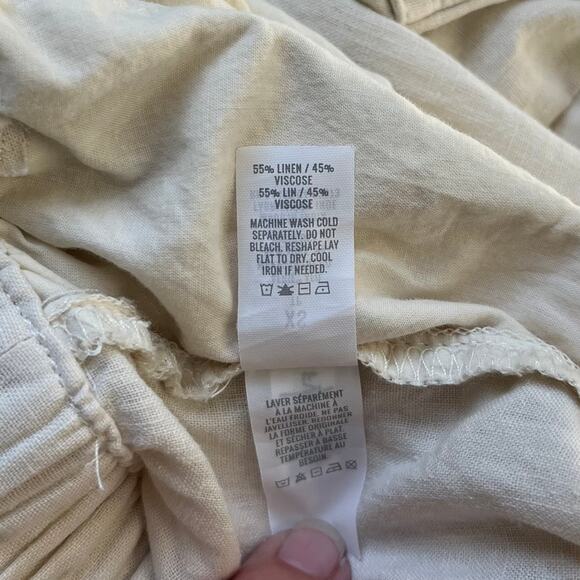 55% LINEN / 45%
VISCOSE
55% LIN / 45%
VISCOSE
MACHINE WASH COLD
SEPARATELY. DO NOT
BLEACH. RESHAPE LAY
FLAT TO DRY. COOL
IRON IF NEEDED.
LAVER SÉPARÉMENT
À LA MACHINE À
L'EAU FROIDE. NE PAS
JAVELLISER. REDONNER
LA FORME ORIGINALE
ET SÉCHER À PLAT.
REPASSER À BASSE
TEMPÉRATURE AU
BESOIN.